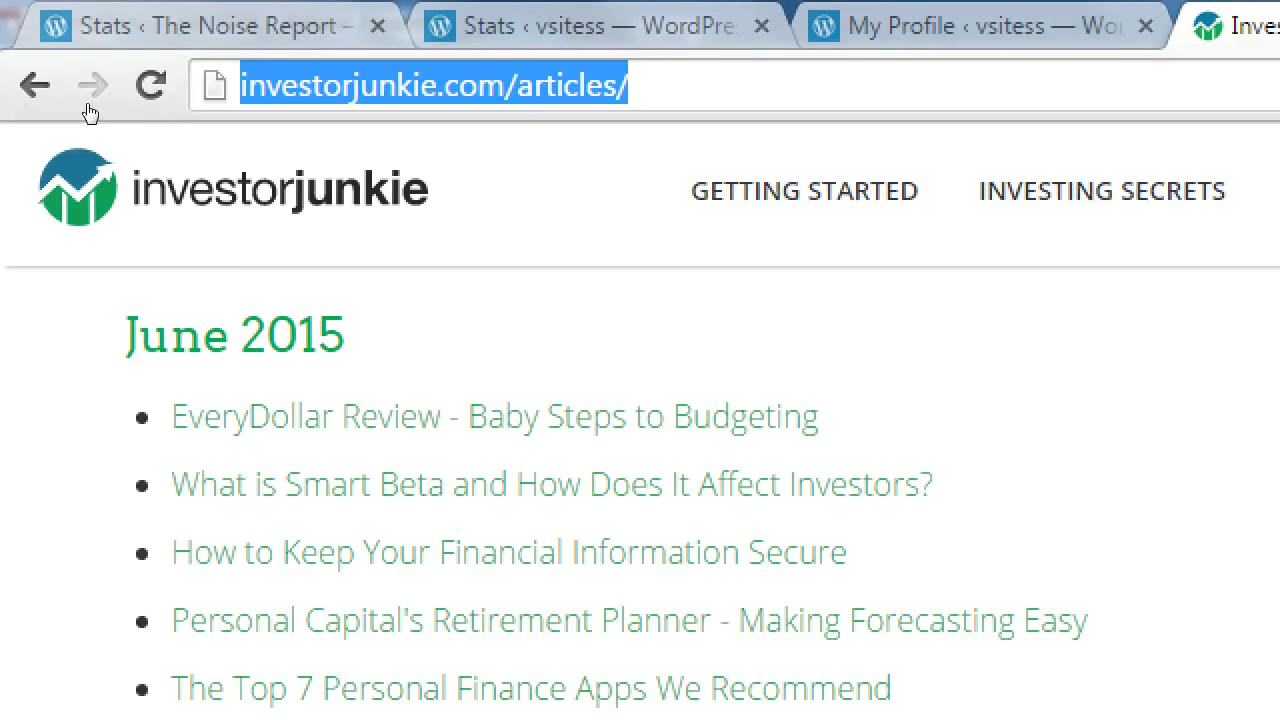 Stats ‹ The Noise Report –
Stats ‹ vsitess — WordPre
My Profile ‹ vsitess — Wo
Inves
investorjunkie.com/articles/
investorjunkie
GETTING STARTED
INVESTING SECRETS
June 2015
EveryDollar Review - Baby Steps to Budgeting
What is Smart Beta and How Does It Affect Investors?
How to Keep Your Financial Information Secure
Personal Capital's Retirement Planner - Making Forecasting Easy
The Top 7 Personal Finance Apps We Recommend